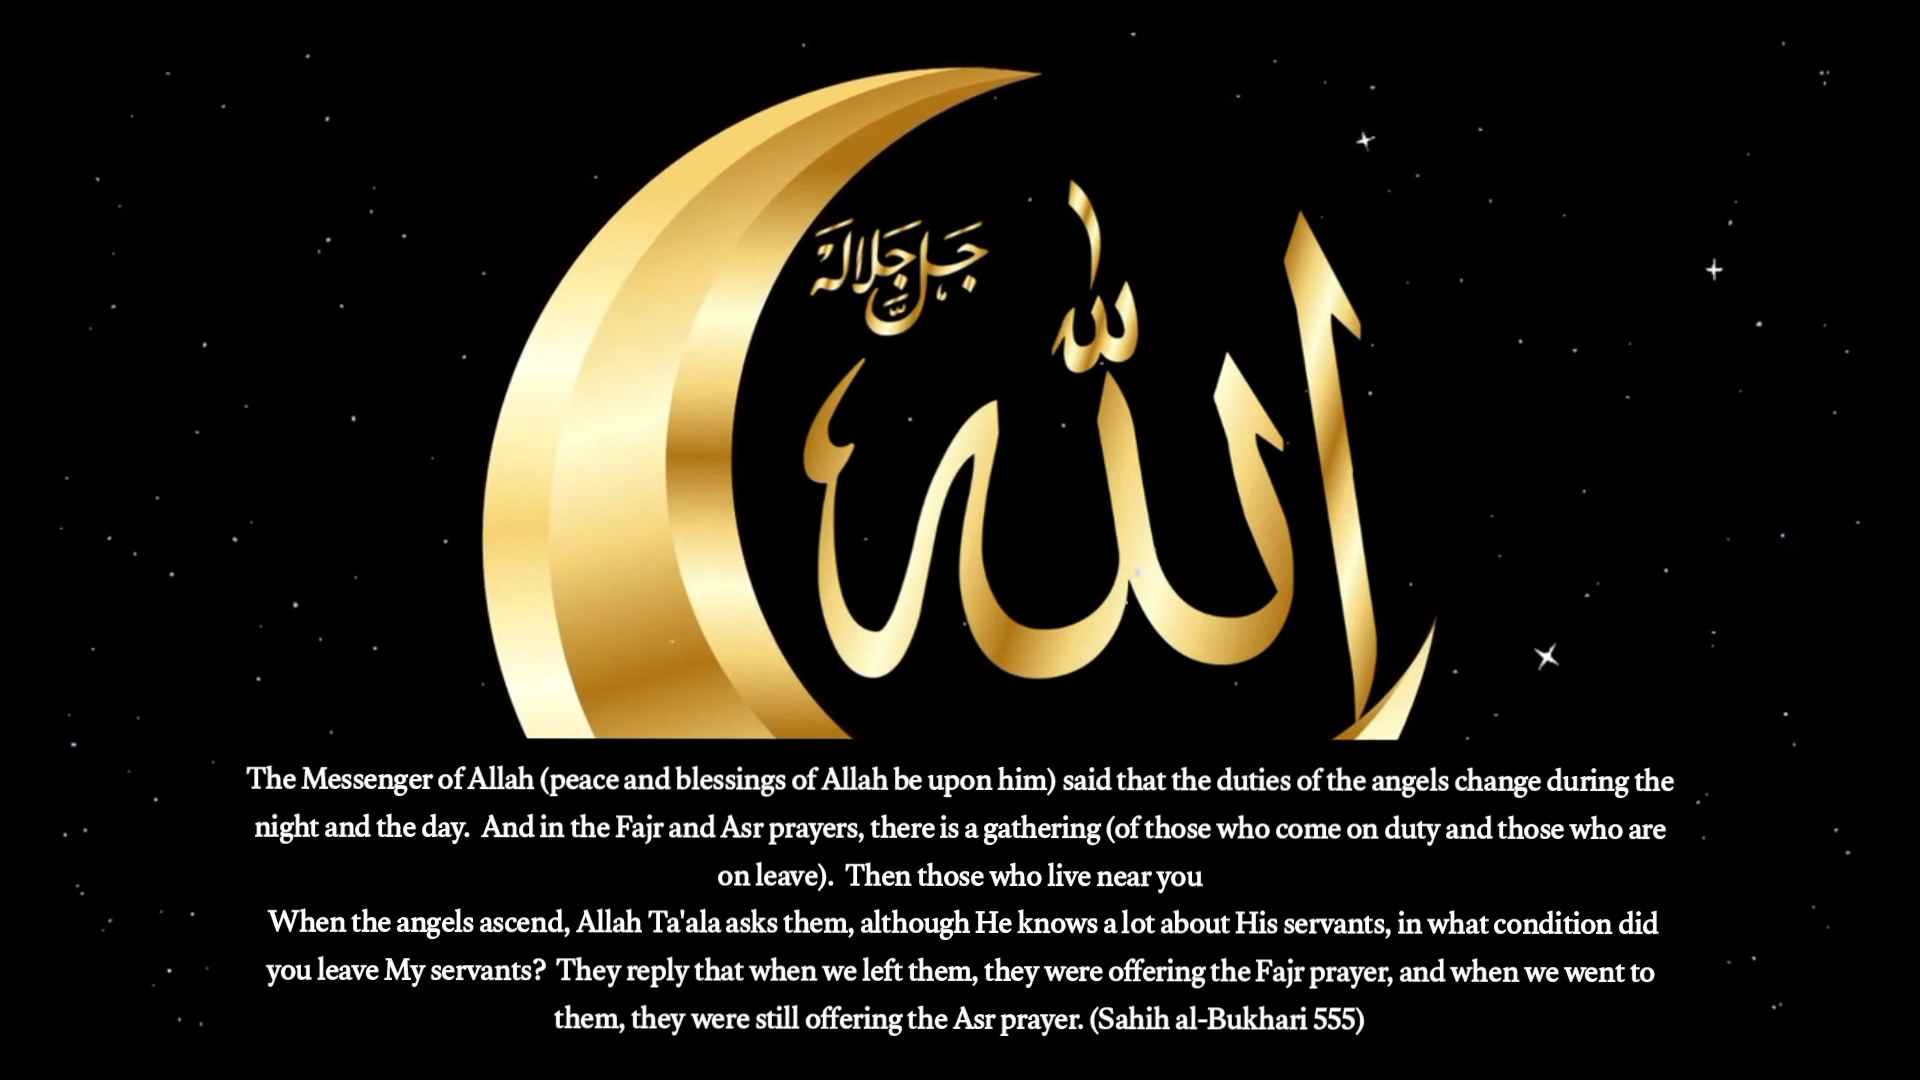 الله
جَل جَلَالَه
The Messenger of Allah (peace and blessings of Allah be upon him) said that the duties of the angels change during the
night and the day.  And in the Fajr and Asr prayers, there is a gathering (of those who come on duty and those who are
on leave).  Then those who live near you
When the angels ascend, Allah Ta'ala asks them, although He knows a lot about His servants, in what condition did
you leave My servants?  They reply that when we left them, they were offering the Fajr prayer, and when we went to
them, they were still offering the Asr prayer. (Sahih al-Bukhari 555)